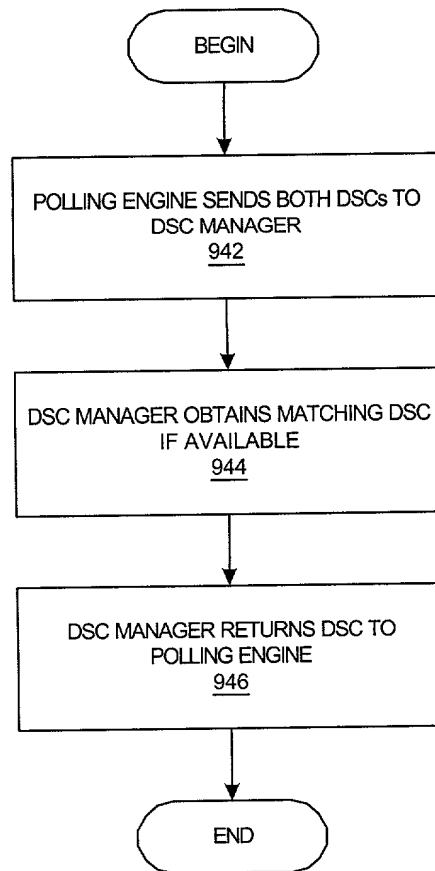 BEGIN
POLLING ENGINE SENDS BOTH DSCs TO
DSC MANAGER
942
DSC MANAGER OBTAINS MATCHING DSC
IF AVAILABLE
944
DSC MANAGER RETURNS DSC TO
POLLING ENGINE
946
END